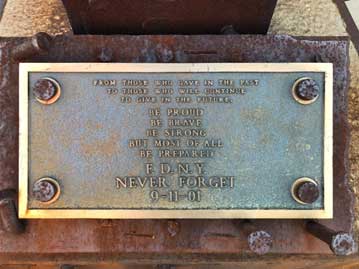 FROM THOSE WHO GAVE IN THE PAST
TO THOSE WHO WILL CONTINUE
TO GIVE IN THE FUTURE,
BE PROUD
BE BRAVE
BE STRONG
BUT MOST OF ALL
BE PREPARED
F.D.N.Y.
NEVER FORGET
9-11-01